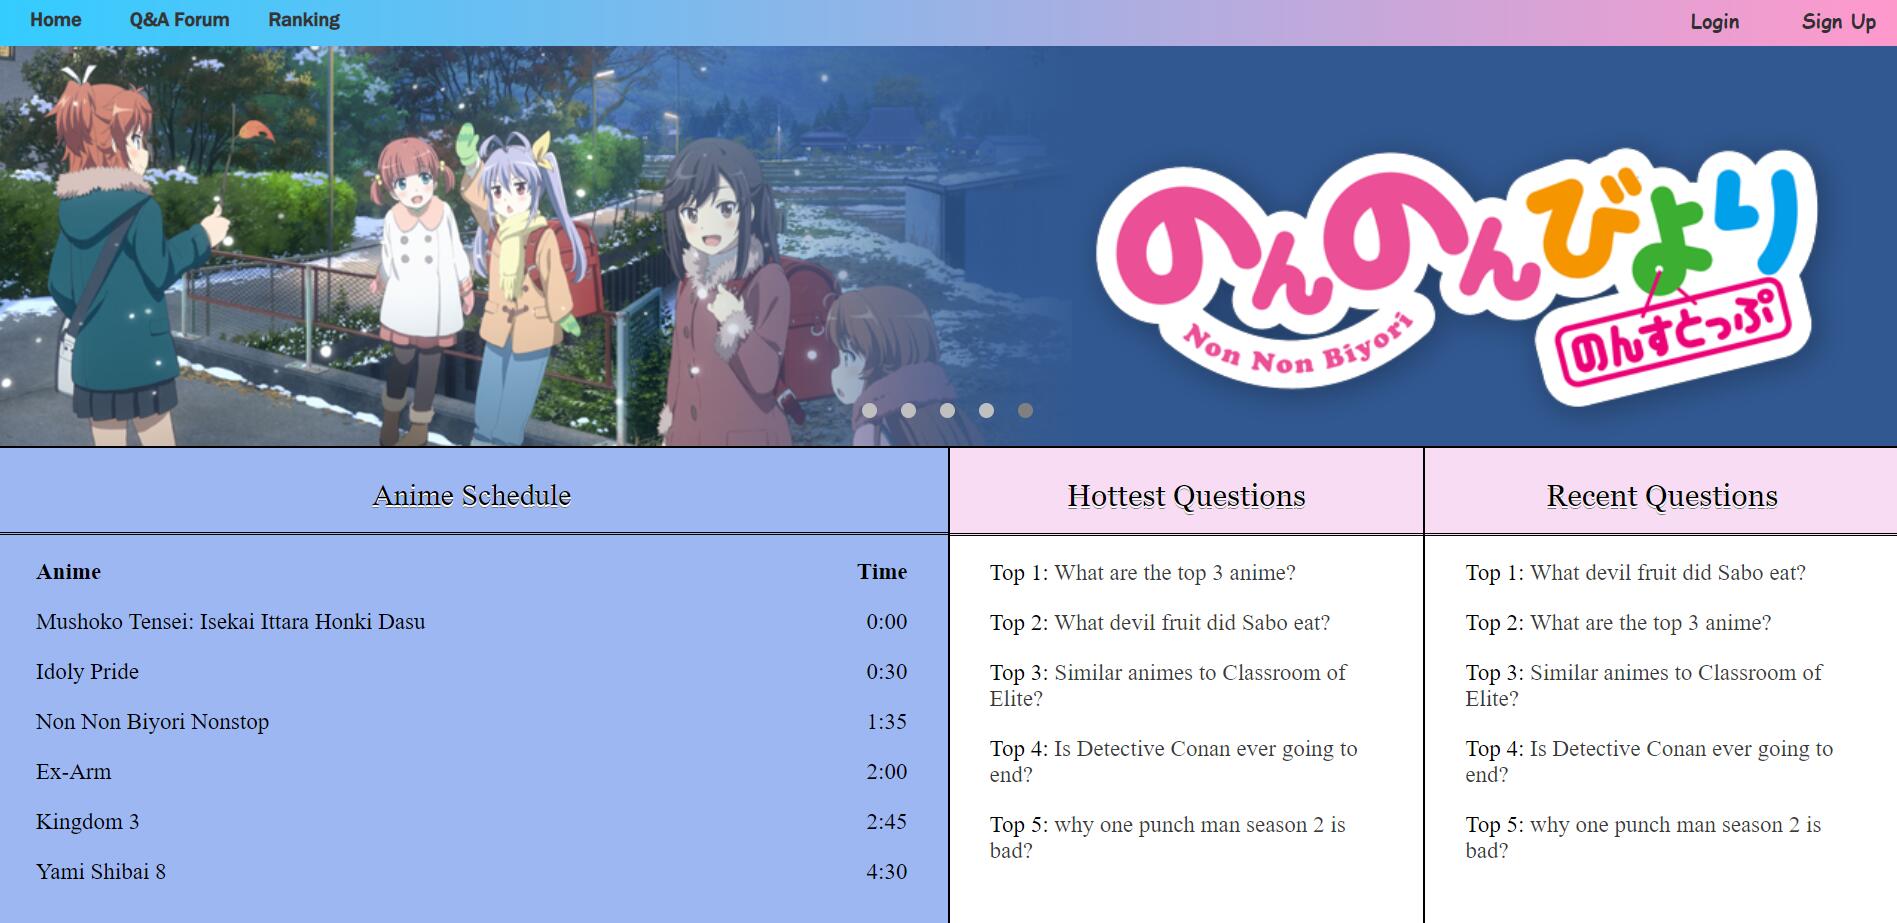 Home Q&A Forum Ranking Login Sign Up
のんのんびより
Non Non Biyori
のんすとっぷ
Anime Schedule
Anime Time
Mushoko Tensei: Isekai Ittara Honki Dasu 0:00
Idoly Pride 0:30
Non Non Biyori Nonstop 1:35
Ex-Arm 2:00
Kingdom 3 2:45
Yami Shibai 8 4:30
Hottest Questions
Top 1: What are the top 3 anime?
Top 2: What devil fruit did Sabo eat?
Top 3: Similar animes to Classroom of
Elite?
Top 4: Is Detective Conan ever going to
end?
Top 5: why one punch man season 2 is
bad?
Recent Questions
Top 1: What devil fruit did Sabo eat?
Top 2: What are the top 3 anime?
Top 3: Similar animes to Classroom of
Elite?
Top 4: Is Detective Conan ever going to
end?
Top 5: why one punch man season 2 is
bad?